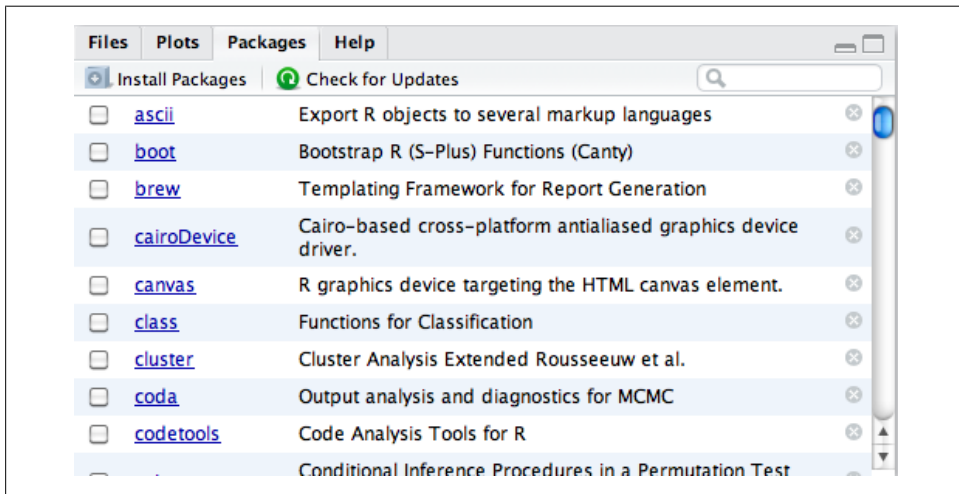 Files Plots Packages Help
Install Packages Check for Updates
ascii Export R objects to several markup languages
boot Bootstrap R (S-Plus) Functions (Canty)
brew Templating Framework for Report Generation
cairoDevice Cairo-based cross-platform antialiased graphics device
driver.
canvas R graphics device targeting the HTML canvas element.
class Functions for Classification
cluster Cluster Analysis Extended Rousseeuw et al.
coda Output analysis and diagnostics for MCMC
codetools Code Analysis Tools for R
Conditional Inference Procedures in a Permutation Test